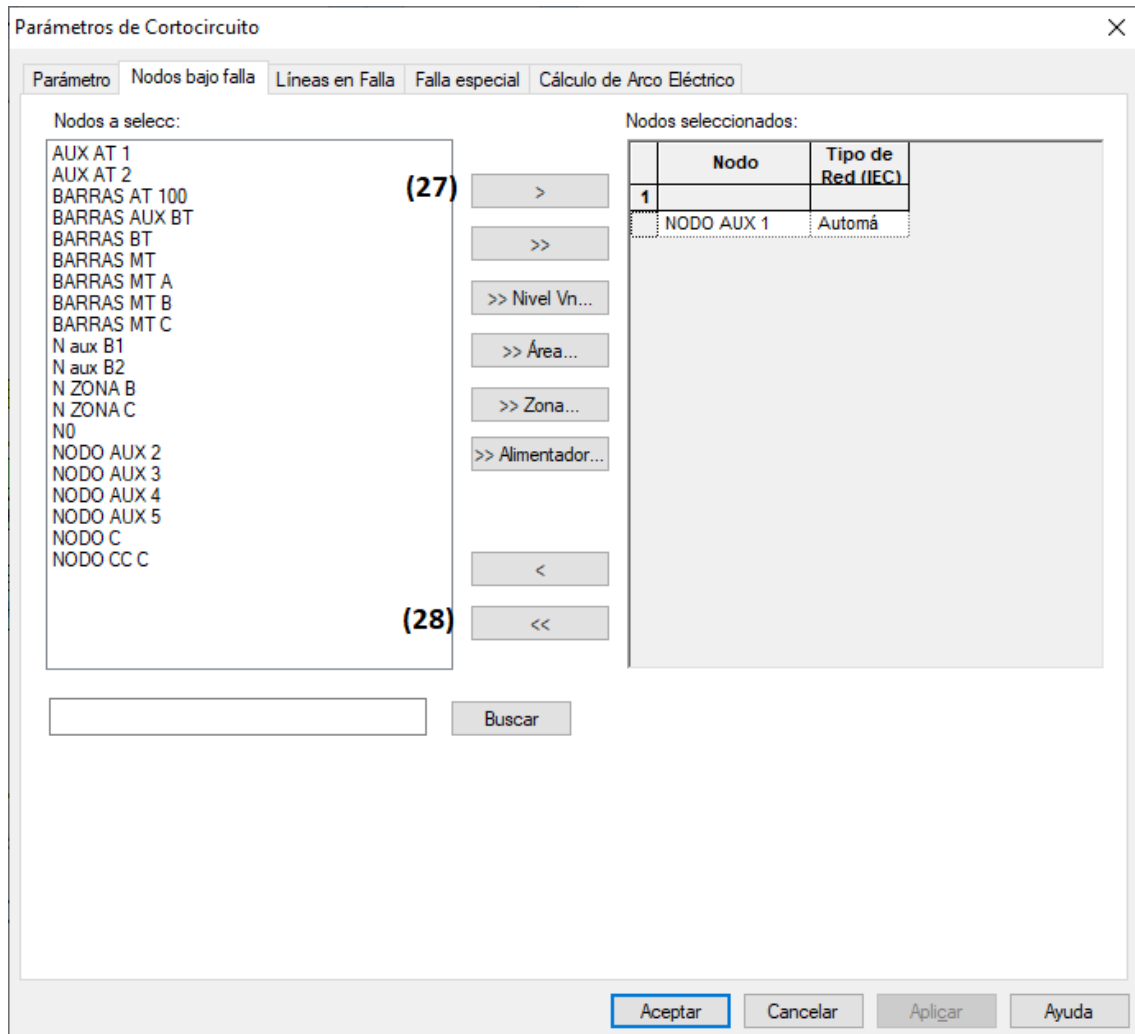 Parámetros de Cortocircuito
Parámetro Nodos bajo falla Líneas en Falla Falla especial Cálculo de Arco Eléctrico
Nodos a selecc:
AUX AT 1
AUX AT 2
BARRAS AT 100
BARRAS AUX BT
BARRAS BT
BARRAS MT
BARRAS MT A
BARRAS MT B
BARRAS MT C
N aux B1
N aux B2
N ZONA B
N ZONA C
N0
NODO AUX 2
NODO AUX 3
NODO AUX 4
NODO AUX 5
NODO C
NODO CC C
(27) >
>>
>> Nivel Vn...
>> Área...
>> Zona...
>> Alimentador...
<
(28) <<
Nodos seleccionados:
Nodo Tipo de
Red (IEC)
1
NODO AUX 1 Automá
Buscar
Aceptar Cancelar Aplicar Ayuda